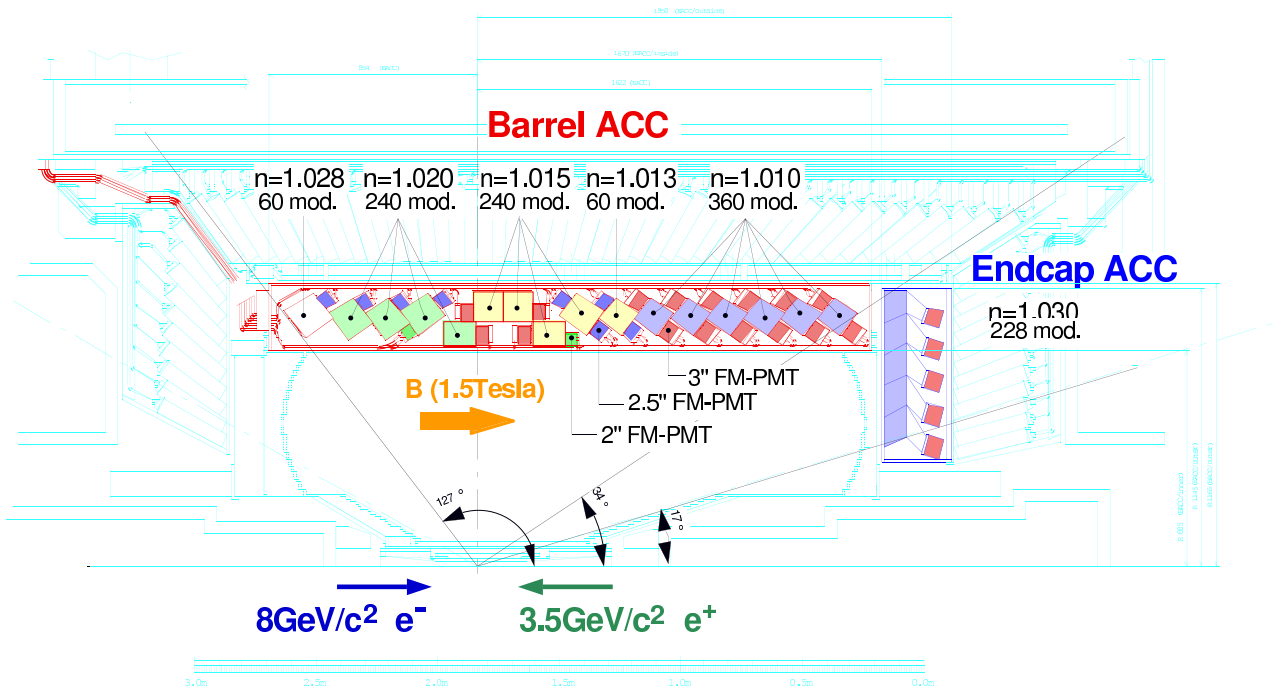 Barrel ACC
n=1.028
60 mod.
n=1.020
240 mod.
n=1.015
240 mod.
n=1.013
60 mod.
n=1.010
360 mod.
Endcap ACC
n=1.030
228 mod.
B (1.5Tesla)
3" FM-PMT
2.5" FM-PMT
2" FM-PMT
127 °
34 °
17 °
8GeV/c² e⁻
3.5GeV/c² e⁺
3.0m
2.5m
2.0m
1.5m
1.0m
0.5m
0.0m